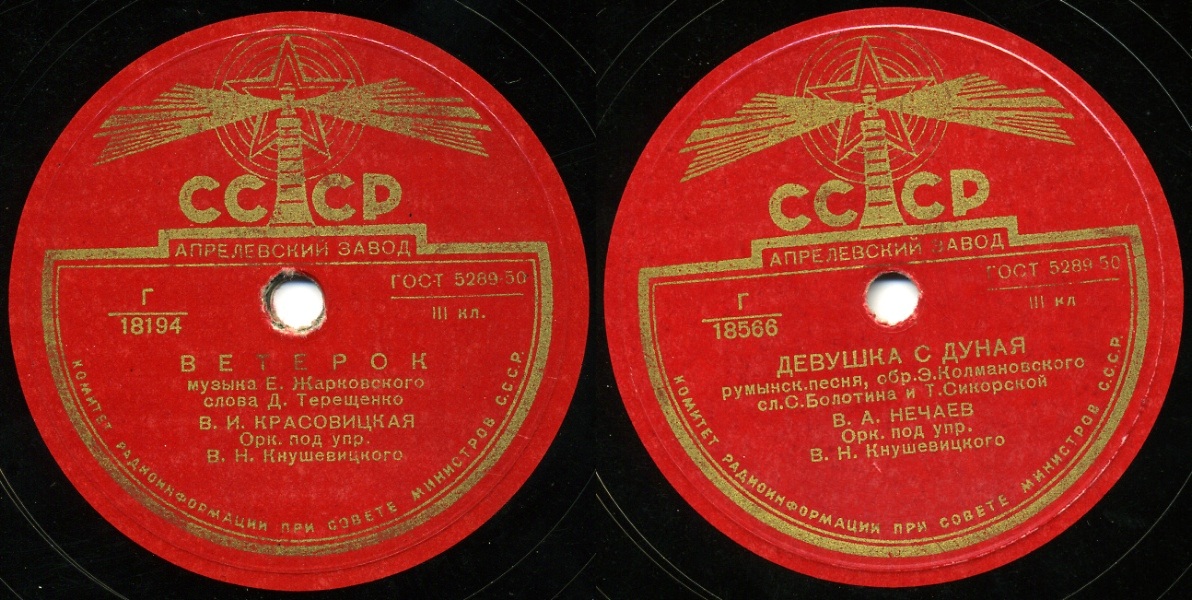 СССР
АПРЕЛЕВСКИЙ ЗАВОД
ГОСТ 5289-50
Г
18194
III кл.
ВЕТЕРОК
музыка Е. Жарковского
слова Д. Терещенко
В. И. КРАСОВИЦКАЯ
Орк. под упр.
В. Н. Кнушевицкого
КОМИТЕТ РАДИОИНФОРМАЦИИ ПРИ СОВЕТЕ МИНИСТРОВ СССР.
СССР
АПРЕЛЕВСКИЙ ЗАВОД
ГОСТ 5289-50
Г
18566
III кл
ДЕВУШКА С ДУНАЯ
румынск.песня, обр.Э.Колмановского
сл.С.Болотина и Т.Сикорской
В. А. НЕЧАЕВ
Орк. под упр.
В. Н. Кнушевицкого
КОМИТЕТ РАДИОИНФОРМАЦИИ ПРИ СОВЕТЕ МИНИСТРОВ СССР.